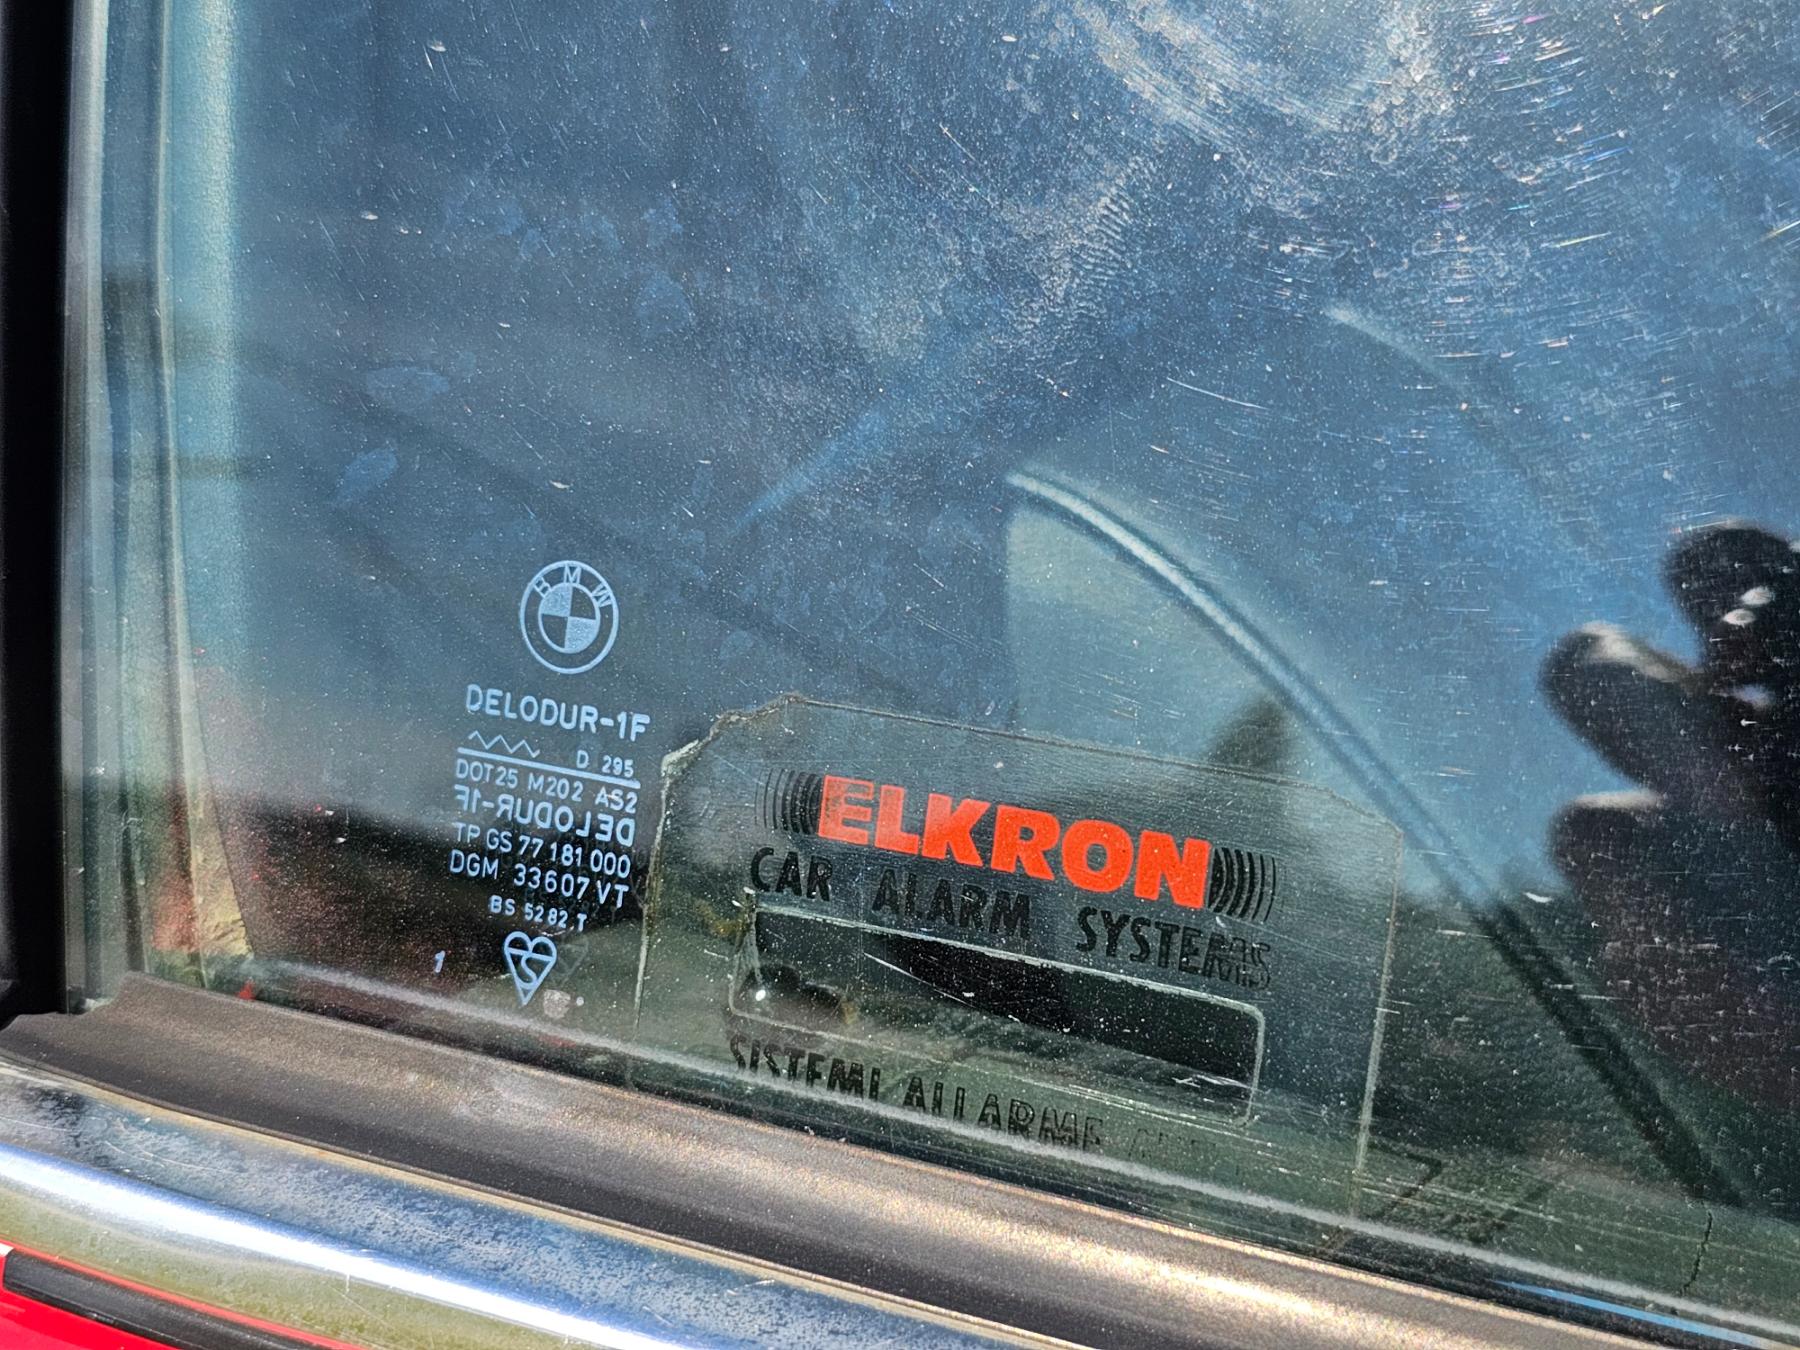 BMW
DELODUR-1F
D 295
DOT25 M202 AS2
DELODUR-1F
TP GS 77 181 000
DGM 33607 VT
BS 5282.T
1
ELKRON
CAR ALARM SYSTEMS
SISTEMI ALLARME